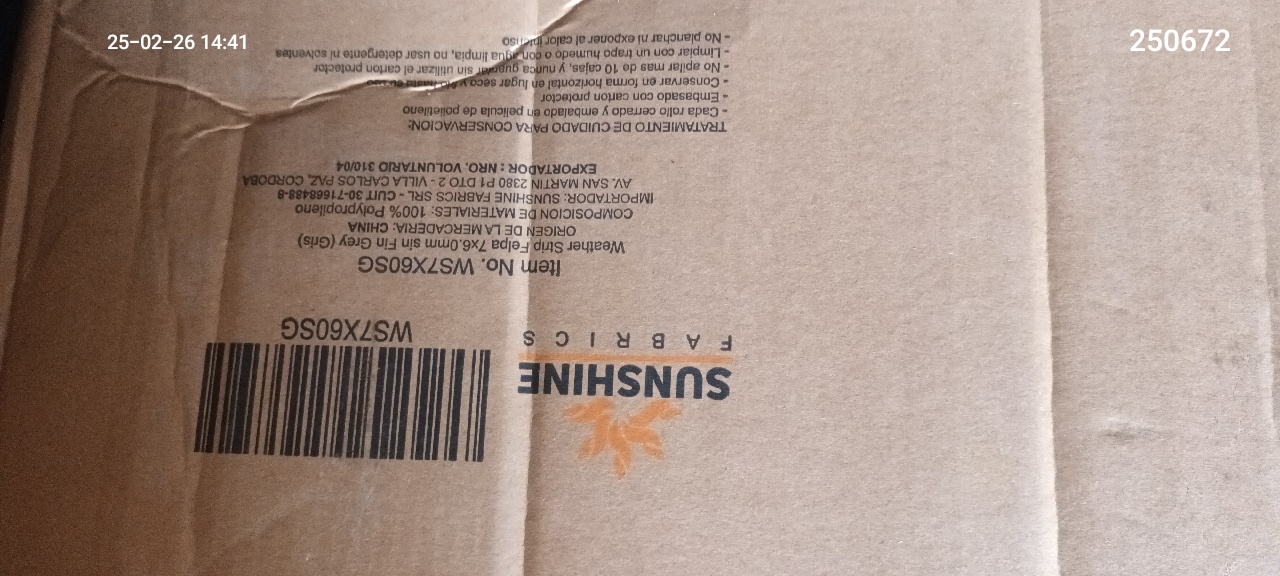 25-02-26 14:41
250672
SUNSHINE
FABRICS
WS7X60SG
Item No. WS7X60SG
Weather Strip Felpa 7x6.0mm sin Fin Grey (Gris)
ORIGEN DE LA MERCADERIA: CHINA
COMPOSICION DE MATERIALES: 100% Polypropileno
IMPORTADOR: SUNSHINE FABRICS SRL - CUIT 30-71668488-8
AV. SAN MARTIN 2380 P1 DTO 2 - VILLA CARLOS PAZ, CORDOBA
EXPORTADOR : NRO. VOLUNTARIO 310/04
TRATAMIENTO DE CUIDADO PARA CONSERVACION:
- Cada rollo cerrado y embalado en pelicula de polietileno
- Embasado con carton protector
- Conservar en forma horizontal en lugar seco y
- No apilar mas de 10 cajas, y nunca guardar sin utilizar el carton protector
- Limpiar con un trapo humedo o con agua limpia, no usar detergente ni solventes
- No planchar ni exponer al calor intenso